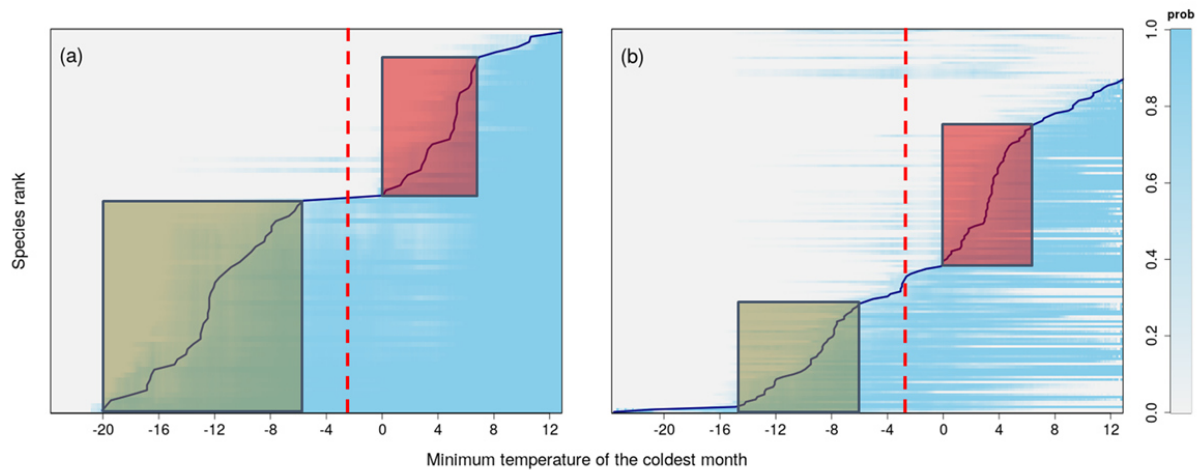 prob
(a)
(b)
Species rank
1.0
0.8
0.6
0.4
0.2
0.0
-20 -16 -12 -8 -4 0 4 8 12
-20 -16 -12 -8 -4 0 4 8 12
Minimum temperature of the coldest month